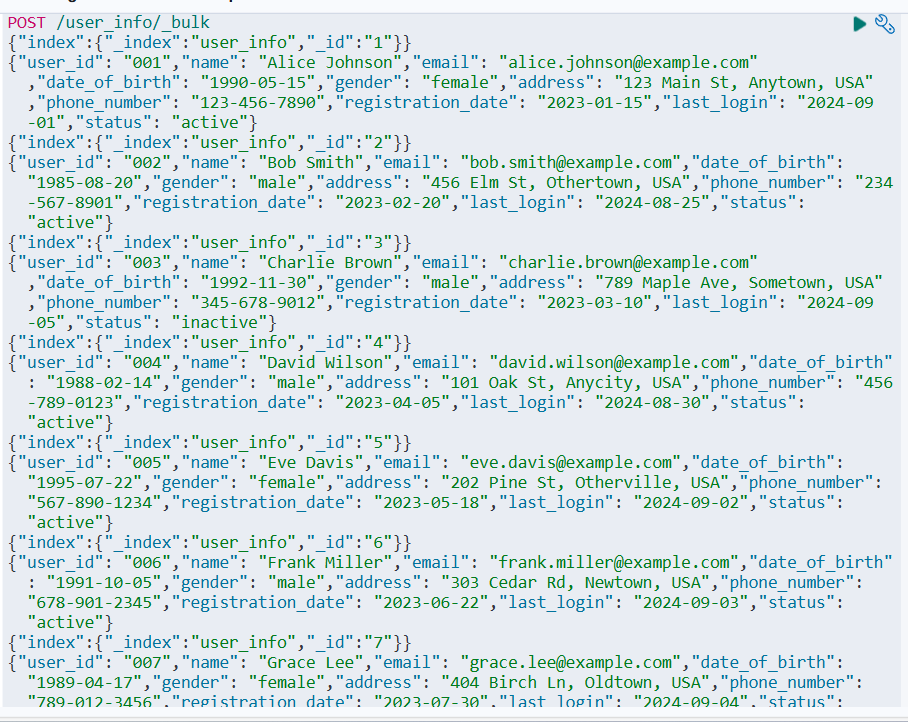 POST /user_info/_bulk
{"index":{"_index":"user_info","_id":"1"}}
{"user_id": "001","name": "Alice Johnson","email": "alice.johnson@example.com"
,"date_of_birth": "1990-05-15","gender": "female","address": "123 Main St, Anytown, USA"
,"phone_number": "123-456-7890","registration_date": "2023-01-15","last_login": "2024-09
-01","status": "active"}
{"index":{"_index":"user_info","_id":"2"}}
{"user_id": "002","name": "Bob Smith","email": "bob.smith@example.com","date_of_birth":
"1985-08-20","gender": "male","address": "456 Elm St, Othertown, USA","phone_number": "234
-567-8901","registration_date": "2023-02-20","last_login": "2024-08-25","status":
"active"}
{"index":{"_index":"user_info","_id":"3"}}
{"user_id": "003","name": "Charlie Brown","email": "charlie.brown@example.com"
,"date_of_birth": "1992-11-30","gender": "male","address": "789 Maple Ave, Sometown, USA"
,"phone_number": "345-678-9012","registration_date": "2023-03-10","last_login": "2024-09
-05","status": "inactive"}
{"index":{"_index":"user_info","_id":"4"}}
{"user_id": "004","name": "David Wilson","email": "david.wilson@example.com","date_of_birth"
: "1988-02-14","gender": "male","address": "101 Oak St, Anycity, USA","phone_number": "456
-789-0123","registration_date": "2023-04-05","last_login": "2024-08-30","status":
"active"}
{"index":{"_index":"user_info","_id":"5"}}
{"user_id": "005","name": "Eve Davis","email": "eve.davis@example.com","date_of_birth":
"1995-07-22","gender": "female","address": "202 Pine St, Otherville, USA","phone_number":
"567-890-1234","registration_date": "2023-05-18","last_login": "2024-09-02","status":
"active"}
{"index":{"_index":"user_info","_id":"6"}}
{"user_id": "006","name": "Frank Miller","email": "frank.miller@example.com","date_of_birth"
: "1991-10-05","gender": "male","address": "303 Cedar Rd, Newtown, USA","phone_number":
"678-901-2345","registration_date": "2023-06-22","last_login": "2024-09-03","status":
"active"}
{"index":{"_index":"user_info","_id":"7"}}
{"user_id": "007","name": "Grace Lee","email": "grace.lee@example.com","date_of_birth":
"1989-04-17","gender": "female","address": "404 Birch Ln, Oldtown, USA","phone_number":
"789-012-3456","registration_date": "2023-07-30","last_login": "2024-09-04","status":